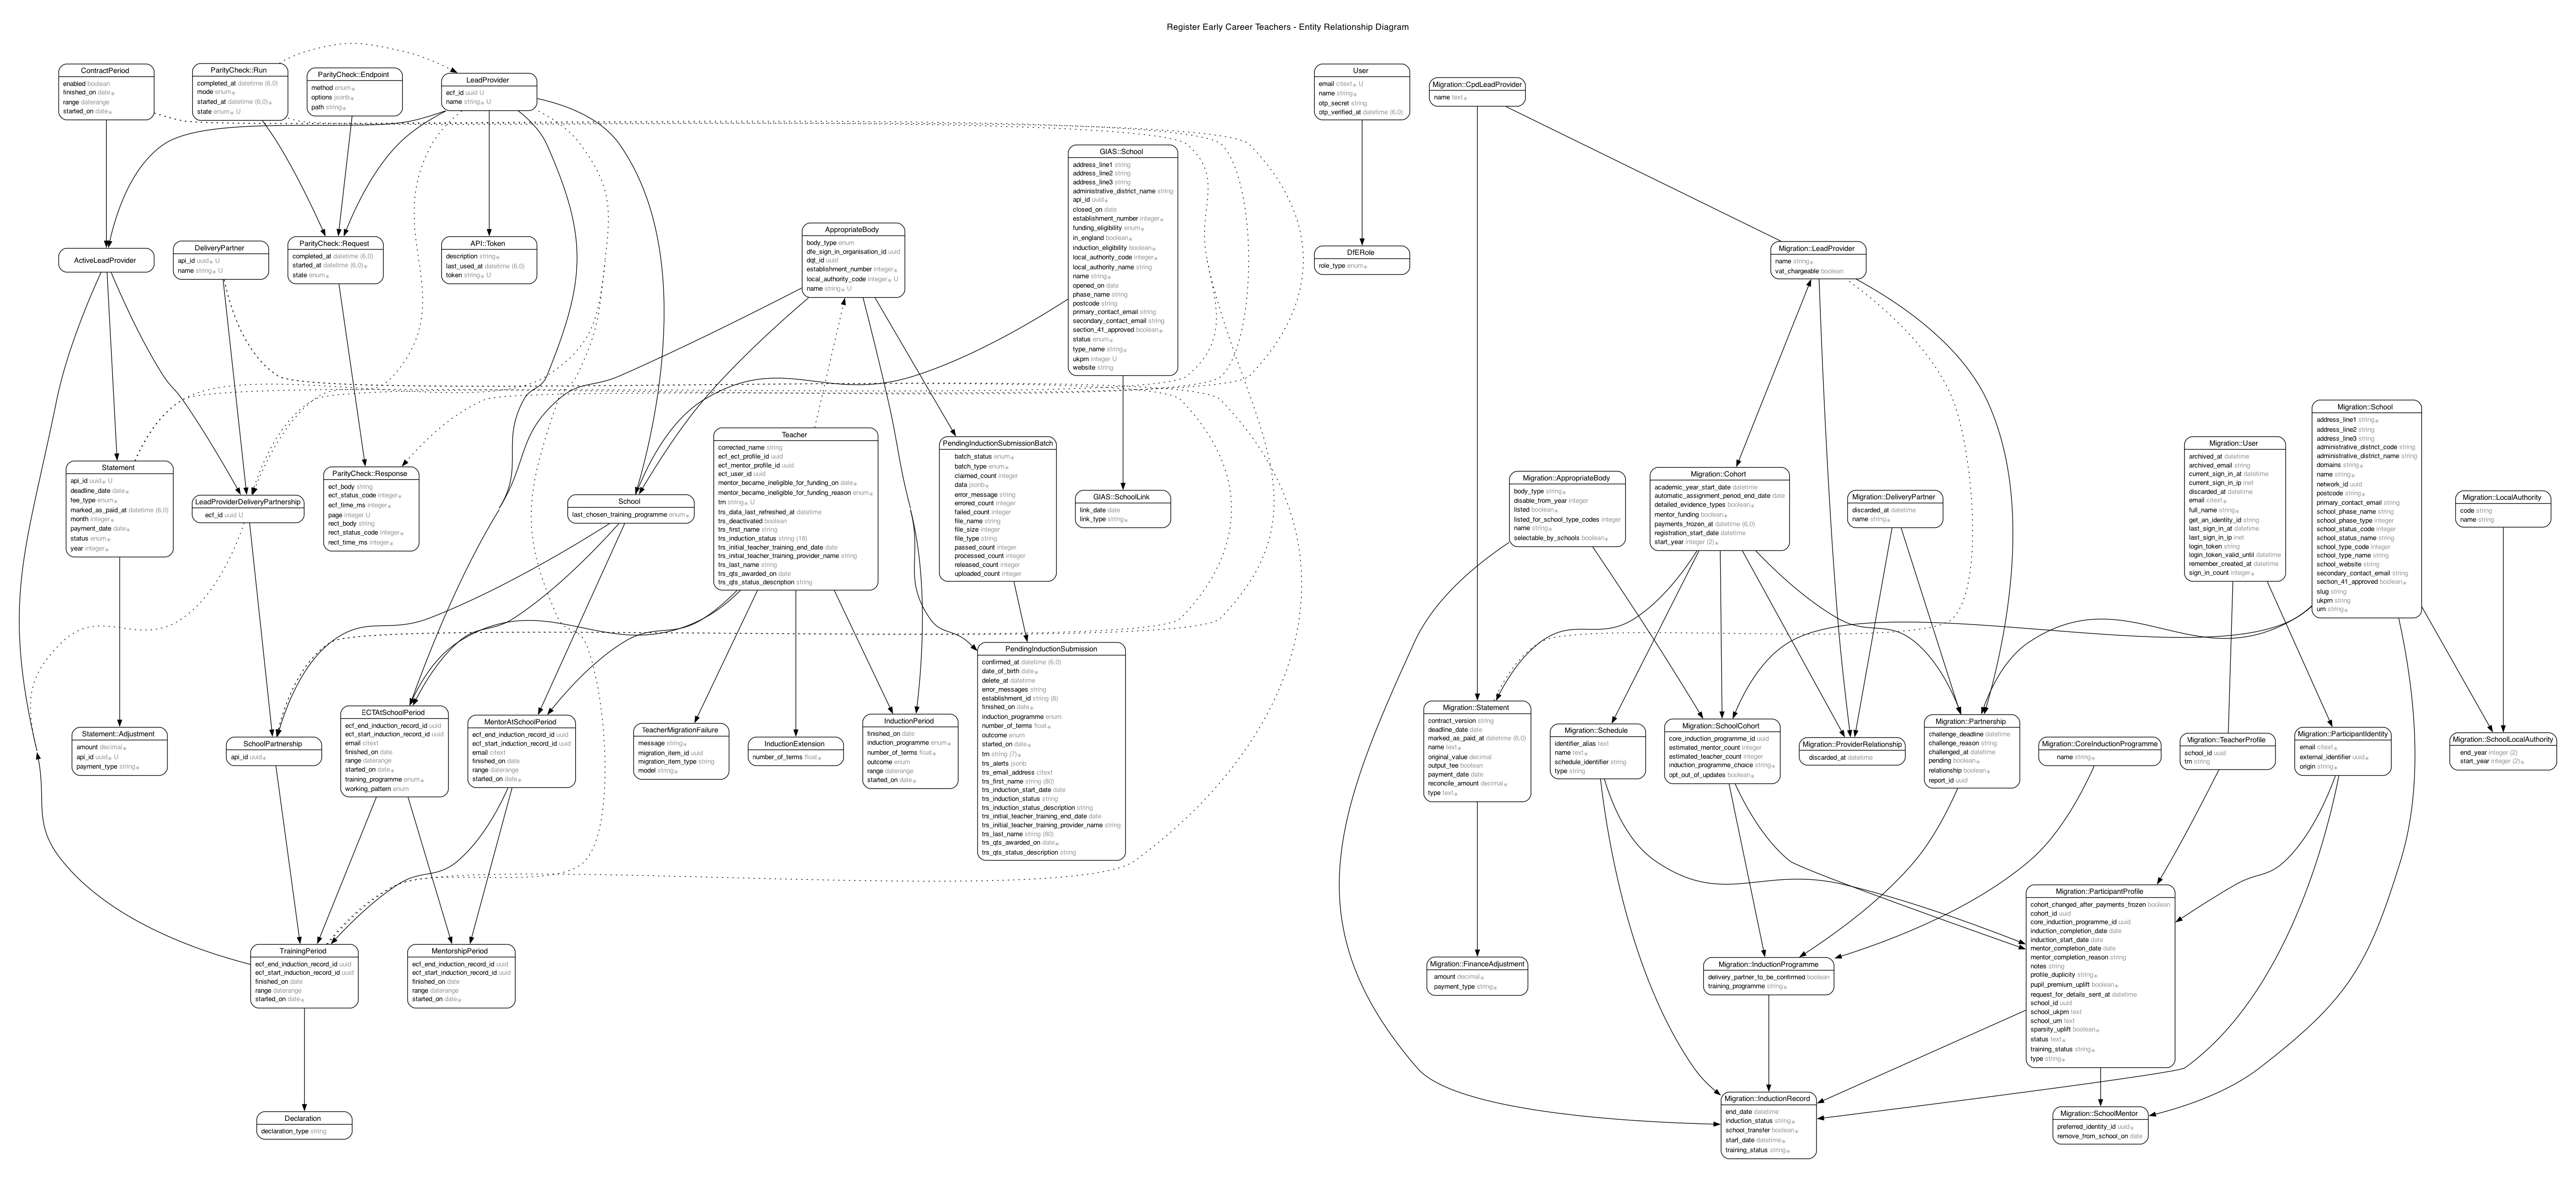 Register Early Career Teachers - Entity Relationship Diagram
ContractPeriod
enabled boolean
finished_on date∗
range daterange
started_on date∗
ParityCheck::Run
completed_at datetime (6,0)
mode enum∗
started_at datetime (6,0)∗
state enum∗ U
ParityCheck::Endpoint
method enum∗
options jsonb∗
path string∗
LeadProvider
ecf_id uuid U
name string∗ U
User
email citext∗ U
name string∗
otp_secret string
otp_verified_at datetime (6,0)
Migration::CpdLeadProvider
name text∗
GIAS::School
address_line1 string
address_line2 string
address_line3 string
administrative_district_name string
api_id uuid∗
closed_on date
establishment_number integer∗
funding_eligibility enum∗
in_england boolean∗
induction_eligibility boolean∗
local_authority_code integer∗
local_authority_name string
name string∗
opened_on date
phase_name string
postcode string
primary_contact_email string
secondary_contact_email string
section_41_approved boolean∗
status enum∗
type_name string∗
ukprn integer U
website string
ActiveLeadProvider
DeliveryPartner
api_id uuid∗ U
name string∗ U
ParityCheck::Request
completed_at datetime (6,0)
started_at datetime (6,0)∗
state enum∗
API::Token
description string∗
last_used_at datetime (6,0)
token string∗ U
AppropriateBody
body_type enum
dfe_sign_in_organisation_id uuid
dqt_id uuid
establishment_number integer∗
local_authority_code integer∗ U
name string∗ U
DfERole
role_type enum∗
Migration::LeadProvider
name string∗
vat_chargeable boolean
Statement
api_id uuid∗ U
deadline_date date∗
fee_type enum∗
marked_as_paid_at datetime (6,0)
month integer∗
payment_date date∗
status enum∗
year integer∗
LeadProviderDeliveryPartnership
ecf_id uuid U
ParityCheck::Response
ecf_body string
ecf_status_code integer∗
ecf_time_ms integer∗
page integer U
rect_body string
rect_status_code integer∗
rect_time_ms integer∗
School
last_chosen_training_programme enum∗
Teacher
corrected_name string
ecf_ect_profile_id uuid
ecf_mentor_profile_id uuid
ecf_user_id uuid
mentor_became_ineligible_for_funding_on date∗
mentor_became_ineligible_for_funding_reason enum∗
trn string∗ U
trs_data_last_refreshed_at datetime
trs_deactivated boolean
trs_first_name string∗
trs_induction_status string (18)
trs_initial_teacher_training_end_date date
trs_initial_teacher_training_provider_name string
trs_last_name string∗
trs_qts_awarded_on date
trs_qts_status_description string
PendingInductionSubmissionBatch
batch_status enum∗
batch_type enum∗
claimed_count integer
data jsonb∗
error_message string
errored_count integer
failed_count integer
file_name string
file_size integer
file_type string
passed_count integer
processed_count integer
released_count integer
uploaded_count integer
GIAS::SchoolLink
link_date date
link_type string∗
Migration::AppropriateBody
body_type string∗
disable_from_year integer
listed boolean∗
listed_for_school_type_codes integer
name string∗
selectable_by_schools boolean∗
Migration::Cohort
academic_year_start_date datetime
automatic_assignment_period_end_date date
detailed_evidence_types boolean∗
mentor_funding boolean∗
payments_frozen_at datetime (6,0)
registration_start_date datetime
start_year integer (2)∗
Migration::DeliveryPartner
discarded_at datetime
name string∗
Migration::User
archived_at datetime
archived_email string
current_sign_in_at datetime
current_sign_in_ip inet
discarded_at datetime
email citext∗
full_name string∗
get_an_identity_id string
last_sign_in_at datetime
last_sign_in_ip inet
login_token string
login_token_valid_until datetime
remember_created_at datetime
sign_in_count integer∗
Migration::School
address_line1 string∗
address_line2 string
address_line3 string
administrative_district_code string
administrative_district_name string
domains string∗
name string∗
network_id uuid
postcode string∗
primary_contact_email string
school_phase_name string
school_phase_type integer
school_status_code integer
school_status_name string
school_type_code integer
school_type_name string
school_website string
secondary_contact_email string
section_41_approved boolean∗
slug string
ukprn string
urn string∗
Migration::LocalAuthority
code string
name string
Statement::Adjustment
amount decimal∗
api_id uuid∗ U
payment_type string∗
SchoolPartnership
api_id uuid∗
ECTAtSchoolPeriod
ecf_end_induction_record_id uuid
ecf_start_induction_record_id uuid
email citext
finished_on date
range daterange
started_on date∗
training_programme enum∗
working_pattern enum
MentorAtSchoolPeriod
ecf_end_induction_record_id uuid
ecf_start_induction_record_id uuid
email citext
finished_on date
range daterange
started_on date∗
TeacherMigrationFailure
message string∗
migration_item_id uuid
migration_item_type string
model string∗
InductionExtension
number_of_terms float∗
InductionPeriod
finished_on date
induction_programme enum∗
number_of_terms float∗
outcome enum
range daterange
started_on date∗
PendingInductionSubmission
confirmed_at datetime (6,0)
date_of_birth date∗
delete_at datetime
error_messages string
establishment_id string (8)
finished_on date∗
induction_programme enum
number_of_terms float∗
outcome enum
started_on date∗
trn string (7)∗
trs_alerts jsonb
trs_email_address citext
trs_first_name string (80)
trs_induction_start_date date
trs_induction_status string
trs_induction_status_description string
trs_initial_teacher_training_end_date date
trs_initial_teacher_training_provider_name string
trs_last_name string (80)
trs_qts_awarded_on date∗
trs_qts_status_description string
Migration::Statement
contract_version string
deadline_date date
marked_as_paid_at datetime (6,0)
name text∗
original_value decimal
output_fee boolean
payment_date date
reconcile_amount decimal∗
type text∗
Migration::Schedule
identifier_alias text
name text∗
schedule_identifier string
type string
Migration::SchoolCohort
core_induction_programme_id uuid
estimated_mentor_count integer
estimated_teacher_count integer
induction_programme_choice string∗
opt_out_of_updates boolean∗
Migration::ProviderRelationship
discarded_at datetime
Migration::Partnership
challenge_deadline datetime
challenge_reason string
challenged_at datetime
pending boolean∗
relationship boolean∗
report_id uuid
Migration::CoreInductionProgramme
name string∗
Migration::TeacherProfile
school_id uuid
trn string
Migration::ParticipantIdentity
email citext∗
external_identifier uuid∗
origin string∗
Migration::SchoolLocalAuthority
end_year integer (2)
start_year integer (2)∗
TrainingPeriod
ecf_end_induction_record_id uuid
ecf_start_induction_record_id uuid
finished_on date
range daterange
started_on date∗
MentorshipPeriod
ecf_end_induction_record_id uuid
ecf_start_induction_record_id uuid
finished_on date
range daterange
started_on date∗
Migration::FinanceAdjustment
amount decimal∗
payment_type string∗
Migration::InductionProgramme
delivery_partner_to_be_confirmed boolean
training_programme string∗
Migration::ParticipantProfile
cohort_changed_after_payments_frozen boolean
cohort_id uuid
core_induction_programme_id uuid
induction_completion_date date
induction_start_date date
mentor_completion_date date
mentor_completion_reason string
notes string
profile_duplicity string∗
pupil_premium_uplift boolean∗
request_for_details_sent_at datetime
school_id uuid
school_ukprn text
school_urn text
sparsity_uplift boolean∗
status text∗
training_status string∗
type string∗
Declaration
declaration_type string
Migration::InductionRecord
end_date datetime
induction_status string∗
school_transfer boolean∗
start_date datetime∗
training_status string∗
Migration::SchoolMentor
preferred_identity_id uuid∗
remove_from_school_on date